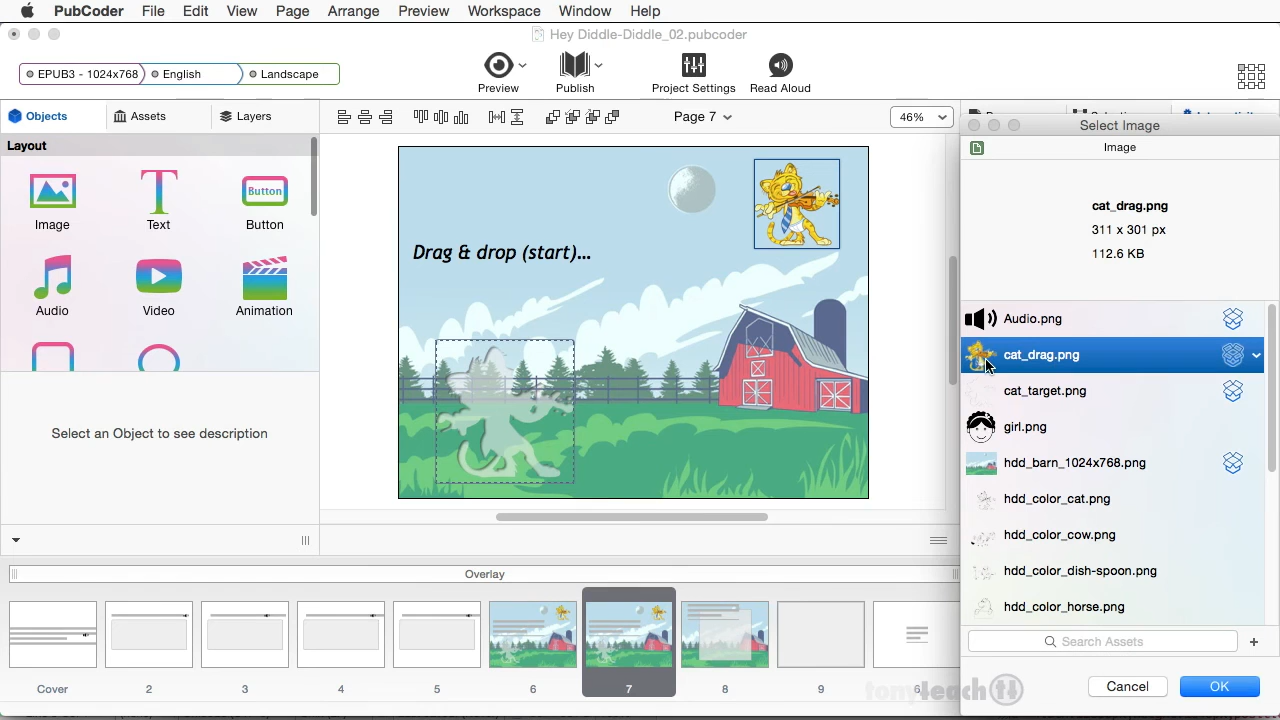 PubCoder File Edit View Page Arrange Preview Workspace Window Help
Hey Diddle-Diddle_02.pubcoder
EPUB3 - 1024x768 English Landscape
Preview Publish Project Settings Read Aloud
Objects Assets Layers
Page 7
46%
Layout
Image Text Button
Button
Audio Video Animation
Select an Object to see description
Drag & drop (start)...
Select Image
Image
cat_drag.png
311 x 301 px
112.6 KB
Audio.png
cat_drag.png
cat_target.png
girl.png
hdd_barn_1024x768.png
hdd_color_cat.png
hdd_color_cow.png
hdd_color_dish-spoon.png
hdd_color_horse.png
Search Assets
Cancel OK
Overlay
Cover 2 3 4 5 6 7 8 9
tonyteach